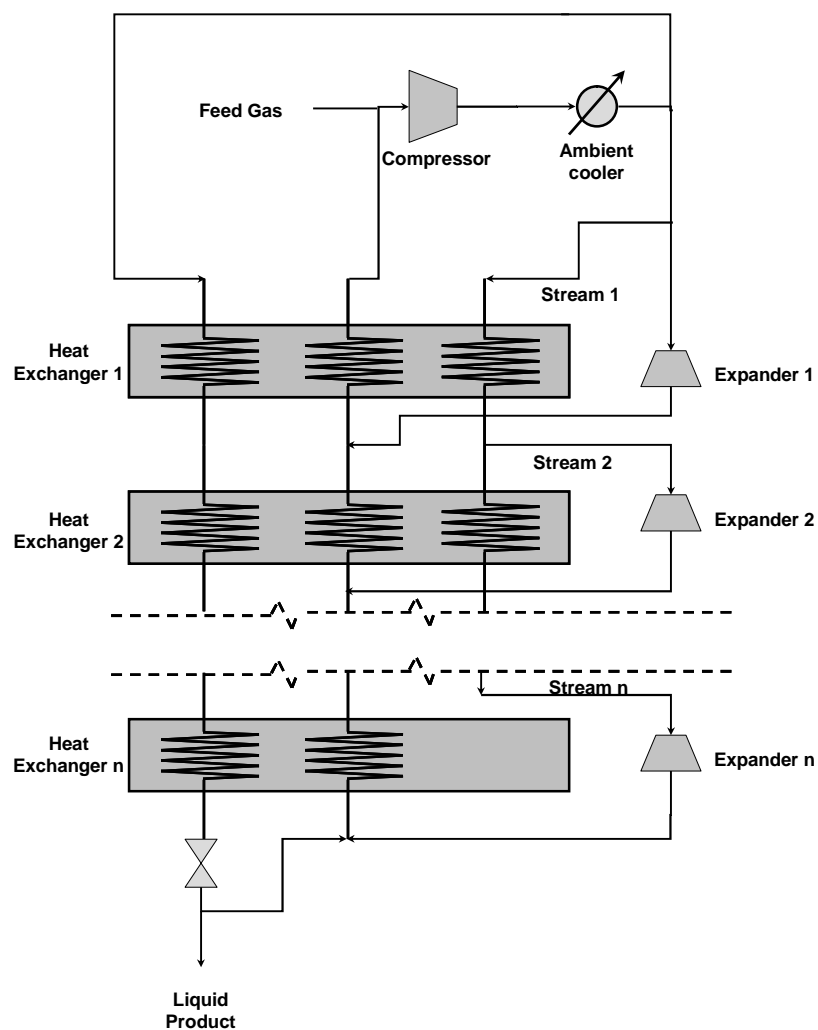 Feed Gas
Compressor
Ambient
cooler
Stream 1
Heat
Exchanger 1
Expander 1
Stream 2
Heat
Exchanger 2
Expander 2
Stream n
Heat
Exchanger n
Expander n
Liquid
Product